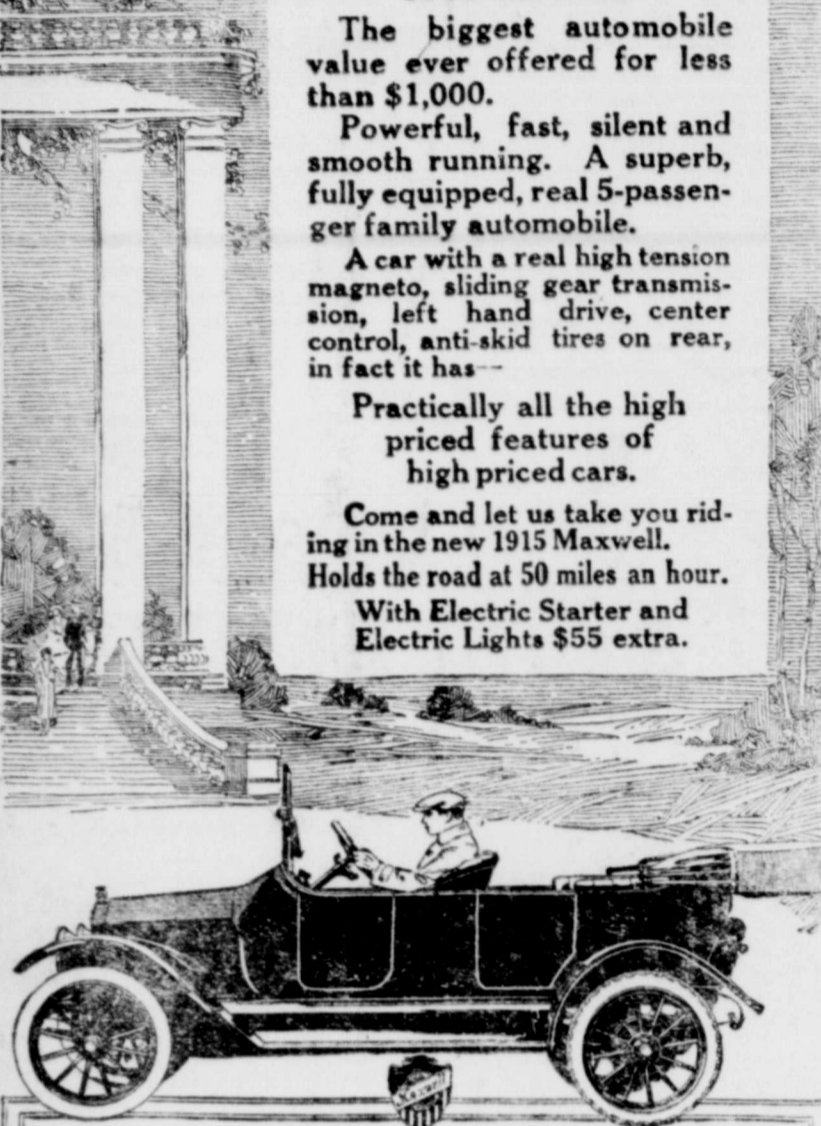 The biggest automobile
value ever offered for less
than $1,000.
Powerful, fast, silent and
smooth running. A superb,
fully equipped, real 5-passen-
ger family automobile.
A car with a real high tension
magneto, sliding gear transmis-
sion, left hand drive, center
control, anti-skid tires on rear,
in fact it has--
Practically all the high
priced features of
high priced cars.
Come and let us take you rid-
ing in the new 1915 Maxwell.
Holds the road at 50 miles an hour.
With Electric Starter and
Electric Lights $55 extra.
Maxwell